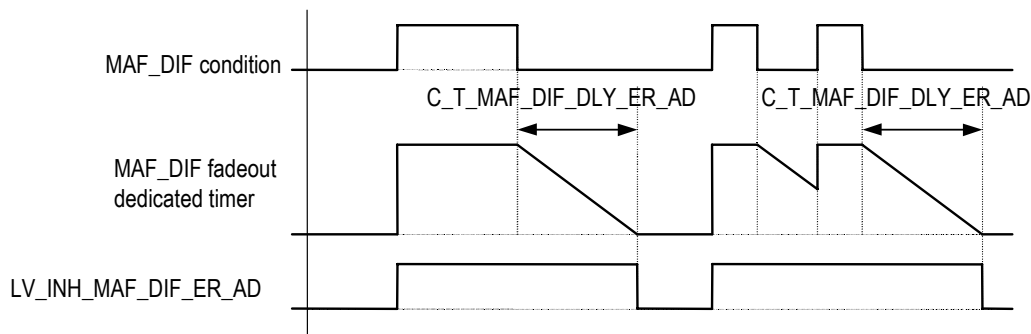 MAF_DIF condition
C_T_MAF_DIF_DLY_ER_AD
C_T_MAF_DIF_DLY_ER_AD
MAF_DIF fadeout
dedicated timer
LV_INH_MAF_DIF_ER_AD